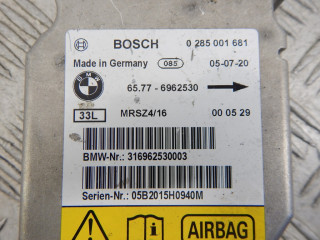 BOSCH 0 285 001 681
Made in Germany 085 05-07-20
BMW 65.77 - 6962530
33L MRSZ4/16 00 05 29
BMW-Nr.: 316962530003
Serien-Nr.: 05B2015H0940M
AIRBAG